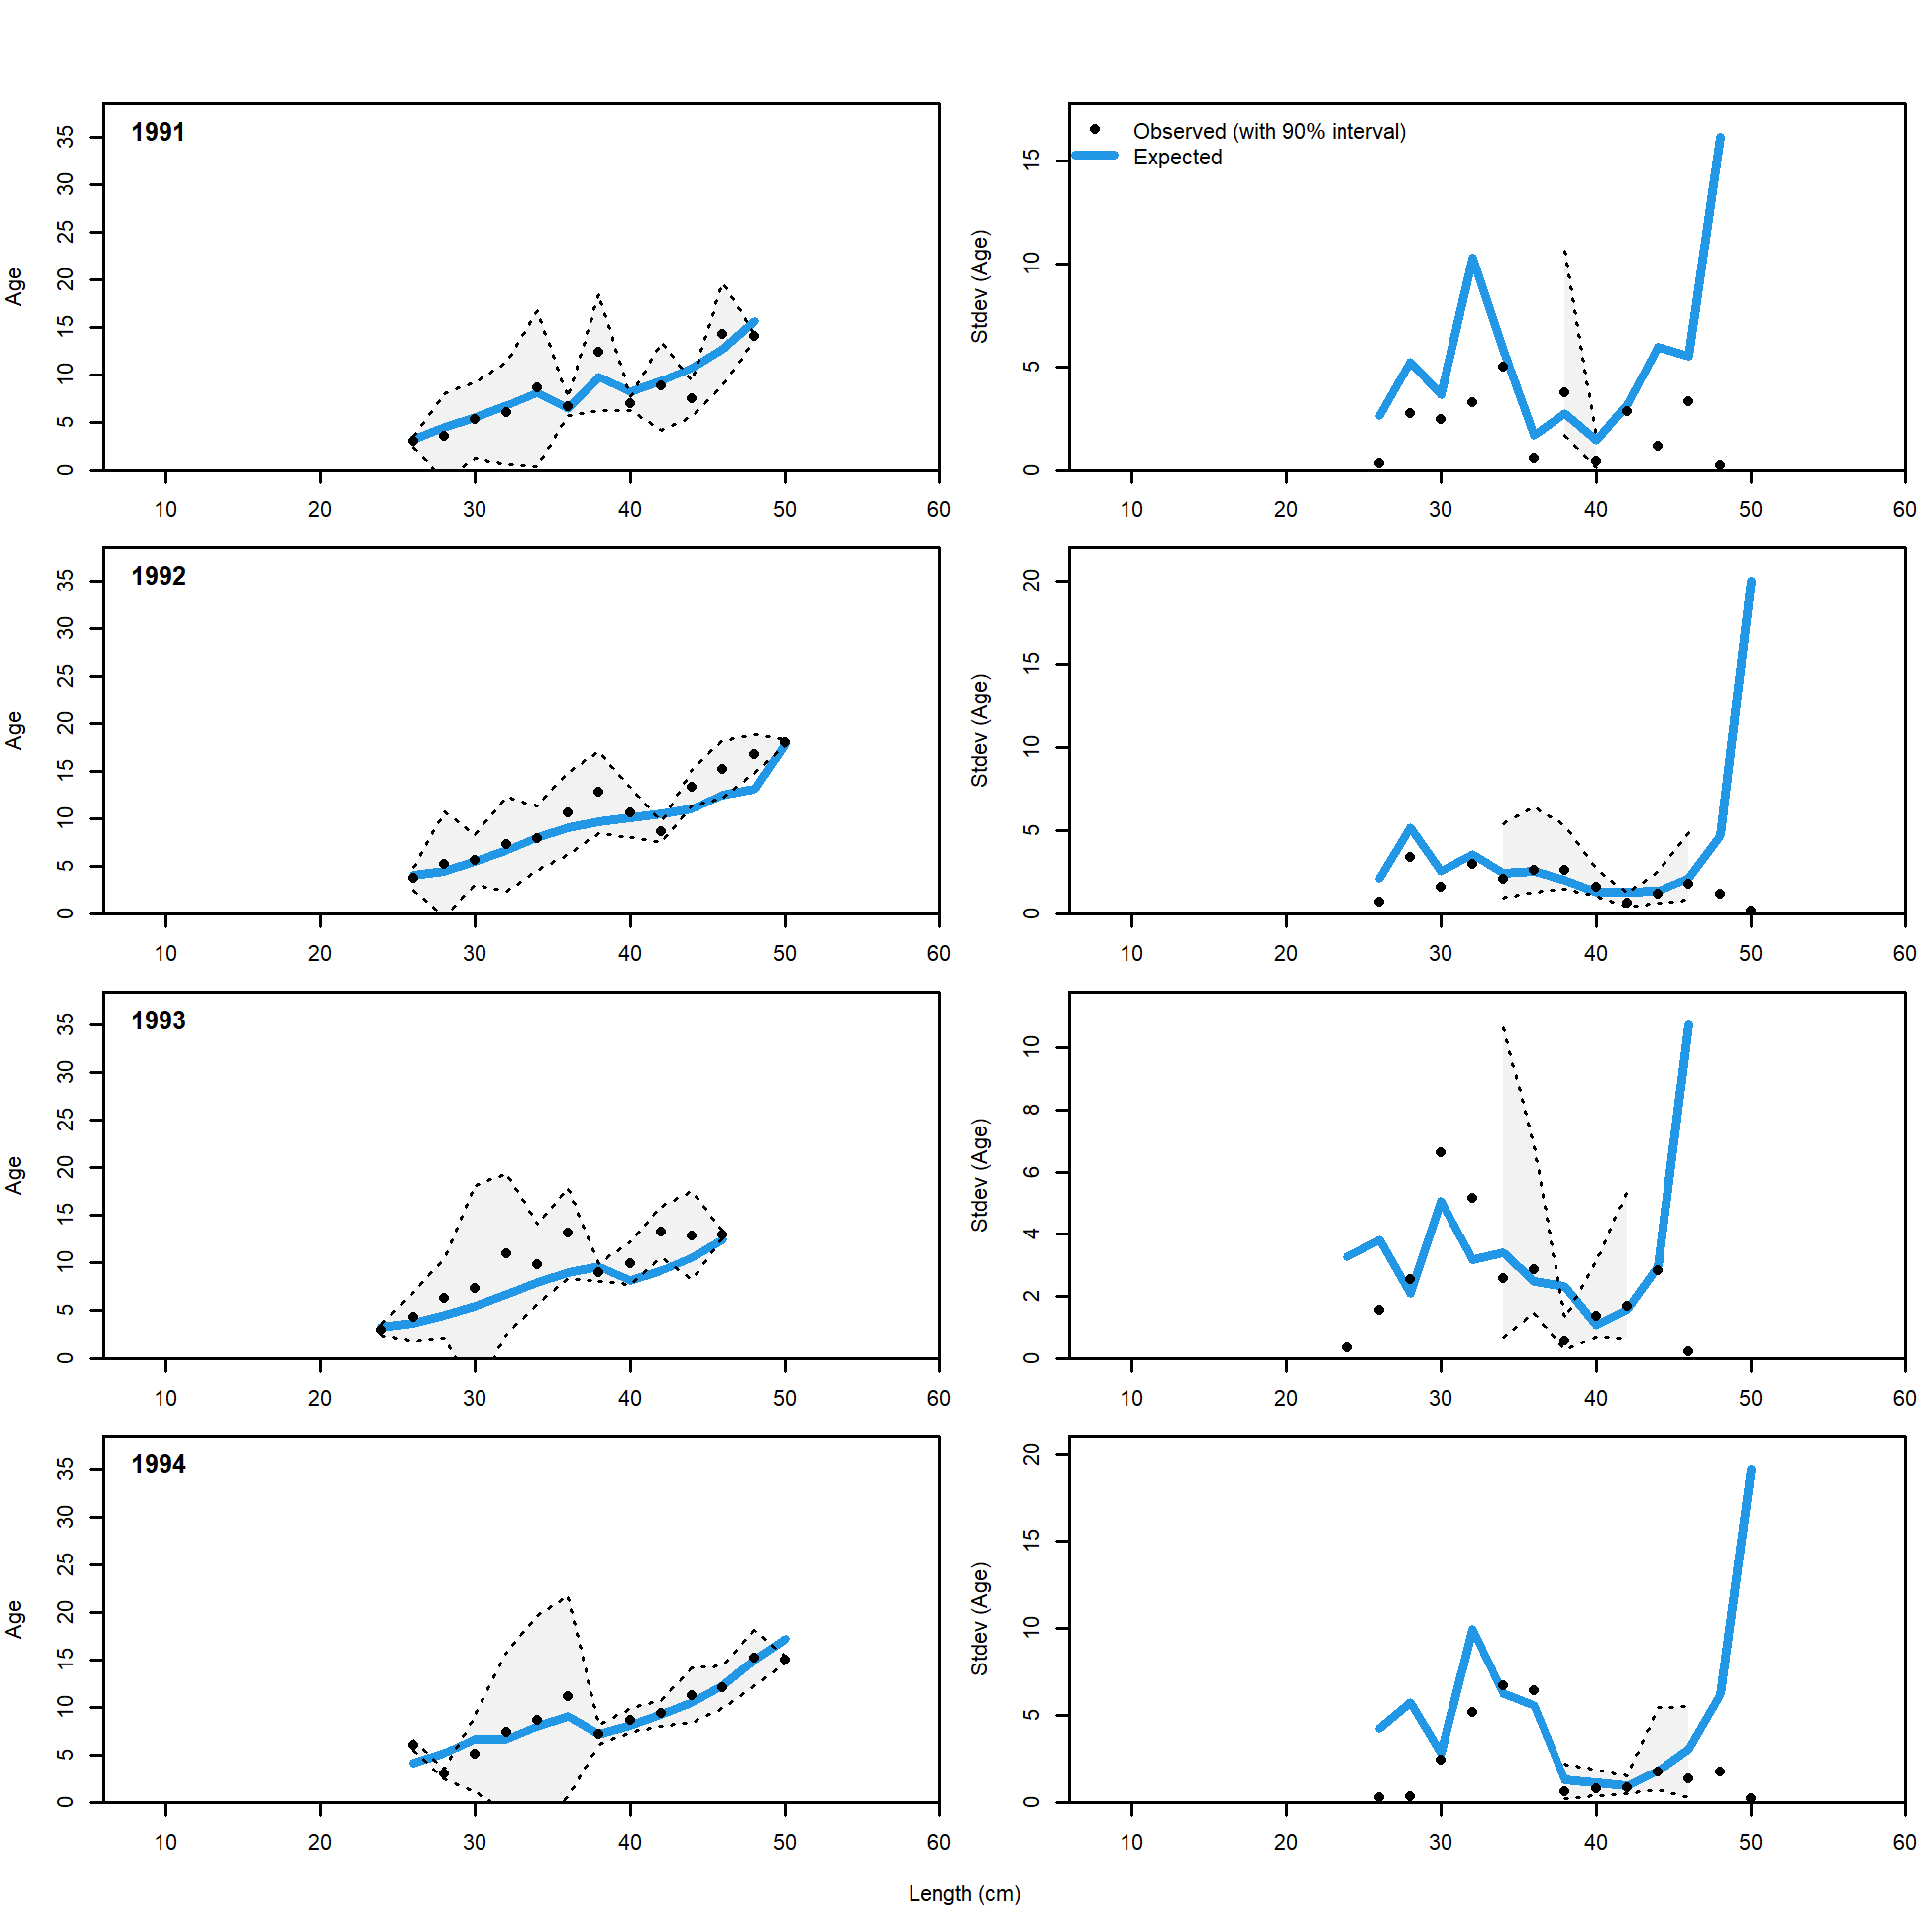 1991
Age
0 5 10 15 20 25 30 35
10 20 30 40 50 60
Observed (with 90% interval)
Expected
Stdev (Age)
0 5 10 15
10 20 30 40 50 60
1992
Age
0 5 10 15 20 25 30 35
10 20 30 40 50 60
Stdev (Age)
0 5 10 15 20
10 20 30 40 50 60
1993
Age
0 5 10 15 20 25 30 35
10 20 30 40 50 60
Stdev (Age)
0 2 4 6 8 10
10 20 30 40 50 60
1994
Age
0 5 10 15 20 25 30 35
10 20 30 40 50 60
Stdev (Age)
0 5 10 15 20
10 20 30 40 50 60
Length (cm)